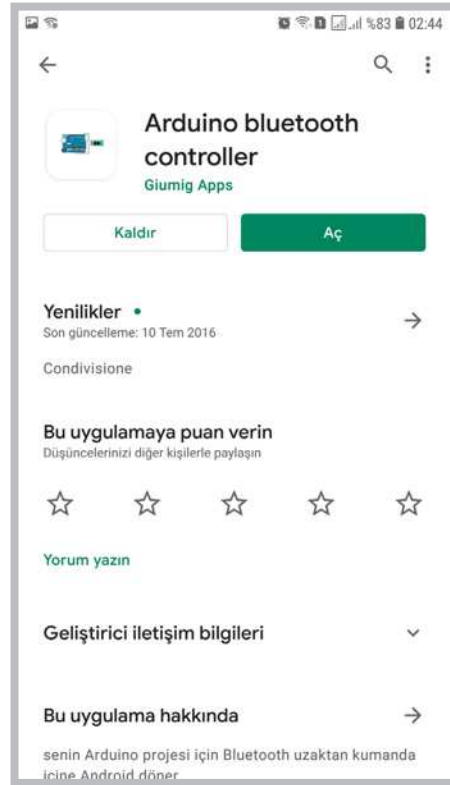 %83 02:44
Arduino bluetooth
controller
Giumig Apps
Kaldır
Aç
Yenilikler
Son güncelleme: 10 Tem 2016
Condivisione
Bu uygulamaya puan verin
Düşüncelerinizi diğer kişilerle paylaşın
Yorum yazın
Geliştirici iletişim bilgileri
Bu uygulama hakkında
senin Arduino projesi için Bluetooth uzaktan kumanda
içine Android döner